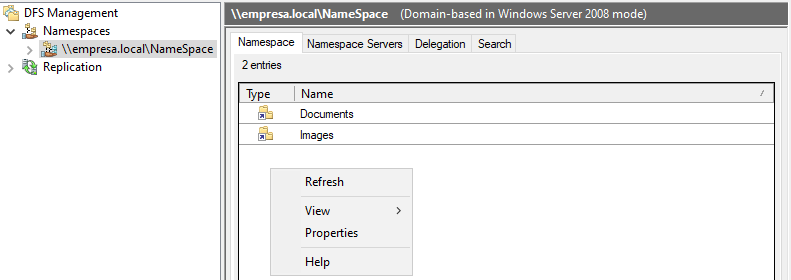 DFS Management
Namespaces
\\empresa.local\NameSpace
Replication
\\empresa.local\NameSpace (Domain-based in Windows Server 2008 mode)
Namespace Namespace Servers Delegation Search
2 entries
Type Name
Documents
Images
Refresh
View
Properties
Help